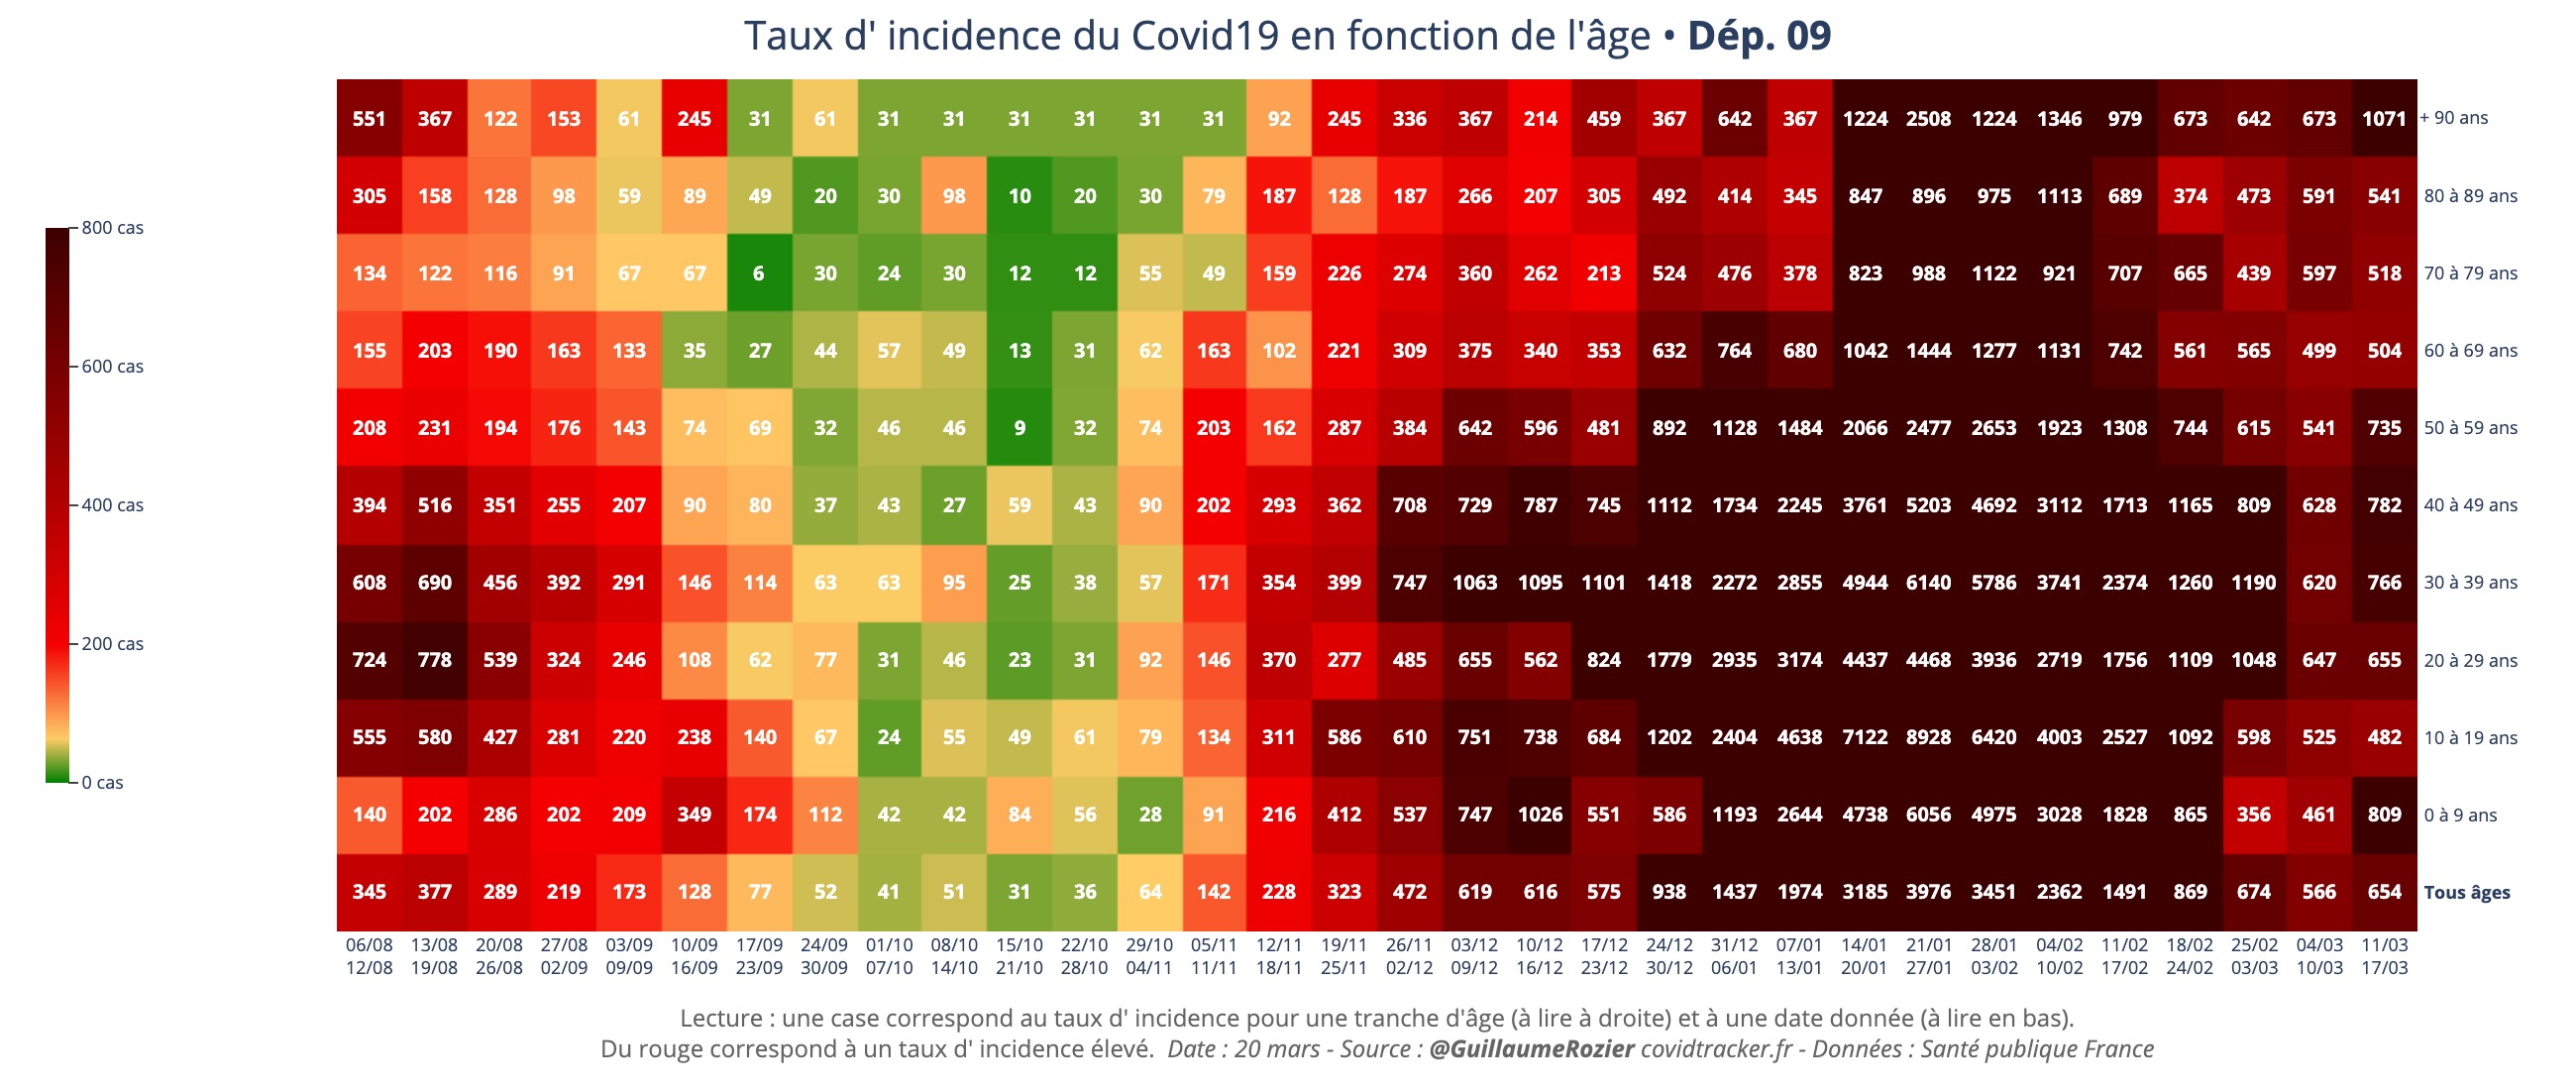 Taux d' incidence du Covid19 en fonction de l'âge • Dép. 09
800 cas
600 cas
400 cas
200 cas
0 cas
551 367 122 153 61 245 31 61 31 31 31 31 31 31 92 245 336 367 214 459 367 642 367 1224 2508 1224 1346 979 673 642 673 1071 + 90 ans
305 158 128 98 59 89 49 20 30 98 10 20 30 79 187 128 187 266 207 305 492 414 345 847 896 975 1113 689 374 473 591 541 80 à 89 ans
134 122 116 91 67 67 6 30 24 30 12 12 55 49 159 226 274 360 262 213 524 476 378 823 988 1122 921 707 665 439 597 518 70 à 79 ans
155 203 190 163 133 35 27 44 57 49 13 31 62 163 102 221 309 375 340 353 632 764 680 1042 1444 1277 1131 742 561 565 499 504 60 à 69 ans
208 231 194 176 143 74 69 32 46 46 9 32 74 203 162 287 384 642 596 481 892 1128 1484 2066 2477 2653 1923 1308 744 615 541 735 50 à 59 ans
394 516 351 255 207 90 80 37 43 27 59 43 90 202 293 362 708 729 787 745 1112 1734 2245 3761 5203 4692 3112 1713 1165 809 628 782 40 à 49 ans
608 690 456 392 291 146 114 63 63 95 25 38 57 171 354 399 747 1063 1095 1101 1418 2272 2855 4944 6140 5786 3741 2374 1260 1190 620 766 30 à 39 ans
724 778 539 324 246 108 62 77 31 46 23 31 92 146 370 277 485 655 562 824 1779 2935 3174 4437 4468 3936 2719 1756 1109 1048 647 655 20 à 29 ans
555 580 427 281 220 238 140 67 24 55 49 61 79 134 311 586 610 751 738 684 1202 2404 4638 7122 8928 6420 4003 2527 1092 598 525 482 10 à 19 ans
140 202 286 202 209 349 174 112 42 42 84 56 28 91 216 412 537 747 1026 551 586 1193 2644 4738 6056 4975 3028 1828 865 356 461 809 0 à 9 ans
345 377 289 219 173 128 77 52 41 51 31 36 64 142 228 323 472 619 616 575 938 1437 1974 3185 3976 3451 2362 1491 869 674 566 654 Tous âges
06/08 13/08 20/08 27/08 03/09 10/09 17/09 24/09 01/10 08/10 15/10 22/10 29/10 05/11 12/11 19/11 26/11 03/12 10/12 17/12 24/12 31/12 07/01 14/01 21/01 28/01 04/02 11/02 18/02 25/02 04/03 11/03
12/08 19/08 26/08 02/09 09/09 16/09 23/09 30/09 07/10 14/10 21/10 28/10 04/11 11/11 18/11 25/11 02/12 09/12 16/12 23/12 30/12 06/01 13/01 20/01 27/01 03/02 10/02 17/02 24/02 03/03 10/03 17/03
Lecture : une case correspond au taux d' incidence pour une tranche d'âge (à lire à droite) et à une date donnée (à lire en bas).
Du rouge correspond à un taux d' incidence élevé. Date : 20 mars - Source : @GuillaumeRozier covidtracker.fr - Données : Santé publique France